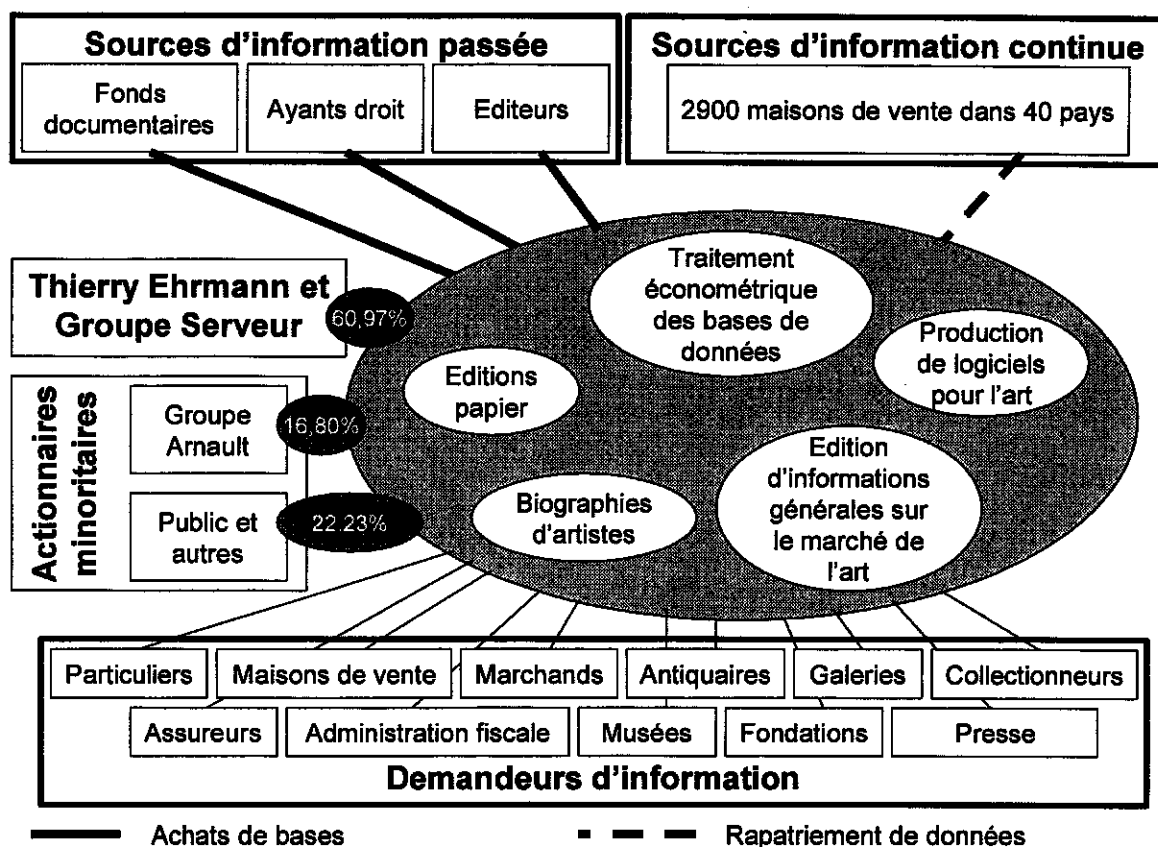 Sources d'information passée
Fonds
documentaires
Ayants droit
Editeurs
Sources d'information continue
2900 maisons de vente dans 40 pays
Thierry Ehrmann et
Groupe Serveur
60,97%
Actionnaires
minoritaires
Groupe
Arnault
16,80%
Public et
autres
22.23%
Traitement
économétrique
des bases de
données
Production
de logiciels
pour l'art
Editions
papier
Biographies
d'artistes
Edition
d'informations
générales sur
le marché de
l'art
Particuliers
Maisons de vente
Marchands
Antiquaires
Galeries
Collectionneurs
Assureurs
Administration fiscale
Musées
Fondations
Presse
Demandeurs d'information
Achats de bases
Rapatriement de données